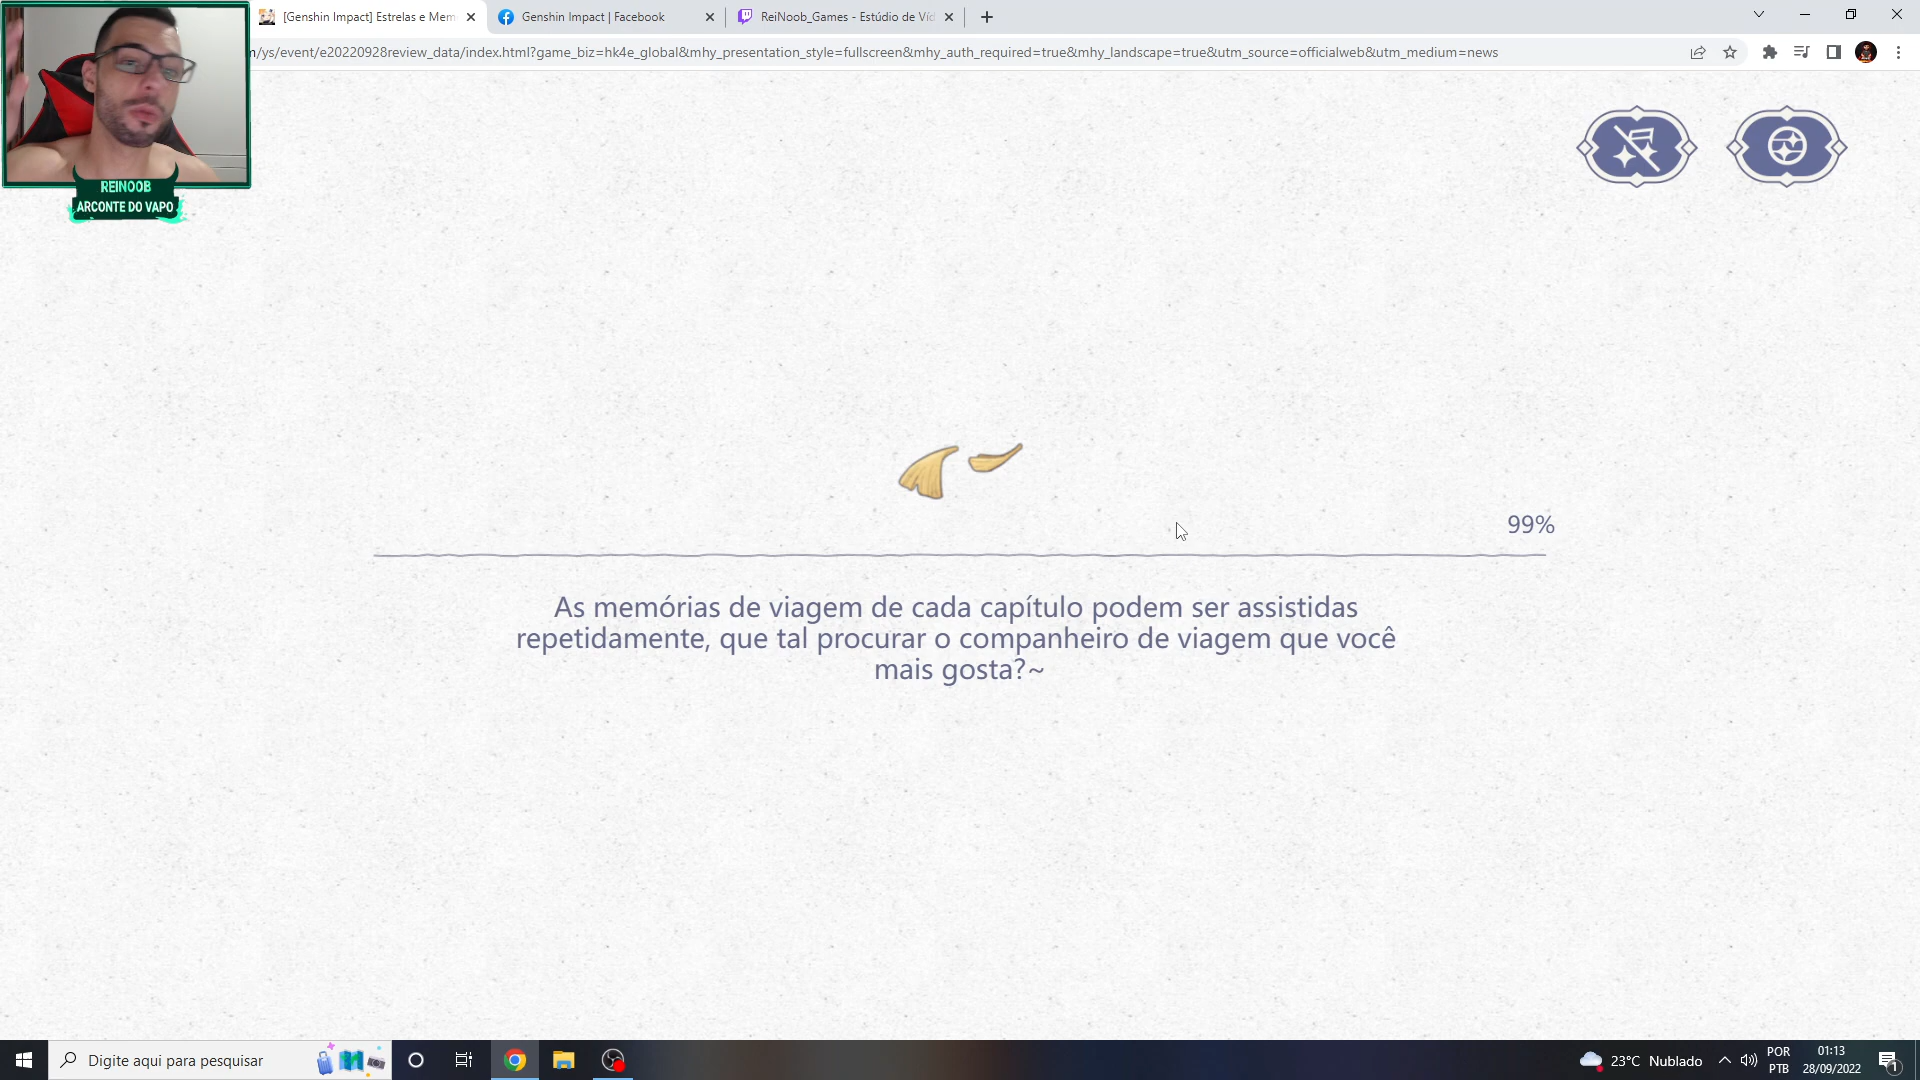 [Genshin Impact] Estrelas e Mem
Genshin Impact | Facebook
ReiNoob_Games - Estúdio de Víd
m/ys/event/e20220928review_data/index.html?game_biz=hk4e_global&mhy_presentation_style=fullscreen&mhy_auth_required=true&mhy_landscape=true&utm_source=officialweb&utm_medium=news
REINOOB
ARCONTE DO VAPO
99%
As memórias de viagem de cada capítulo podem ser assistidas
repetidamente, que tal procurar o companheiro de viagem que você
mais gosta?~
Digite aqui para pesquisar
23°C Nublado
POR
PTB
01:13
28/09/2022
1